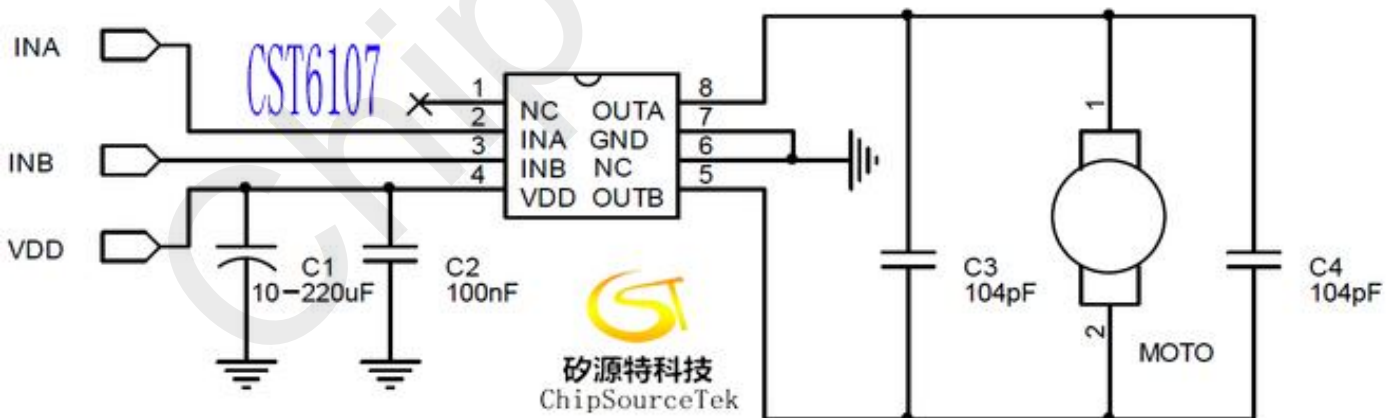 INA
CST6107
1
8
NC OUTA
2
7
INA GND
INB
3
6
INB NC
4
5
VDD OUTB
VDD
C1
10-220uF
C2
100nF
C3
104pF
C4
104pF
1
2
MOTO
矽源特科技
ChipSourceTek
CST
Chip